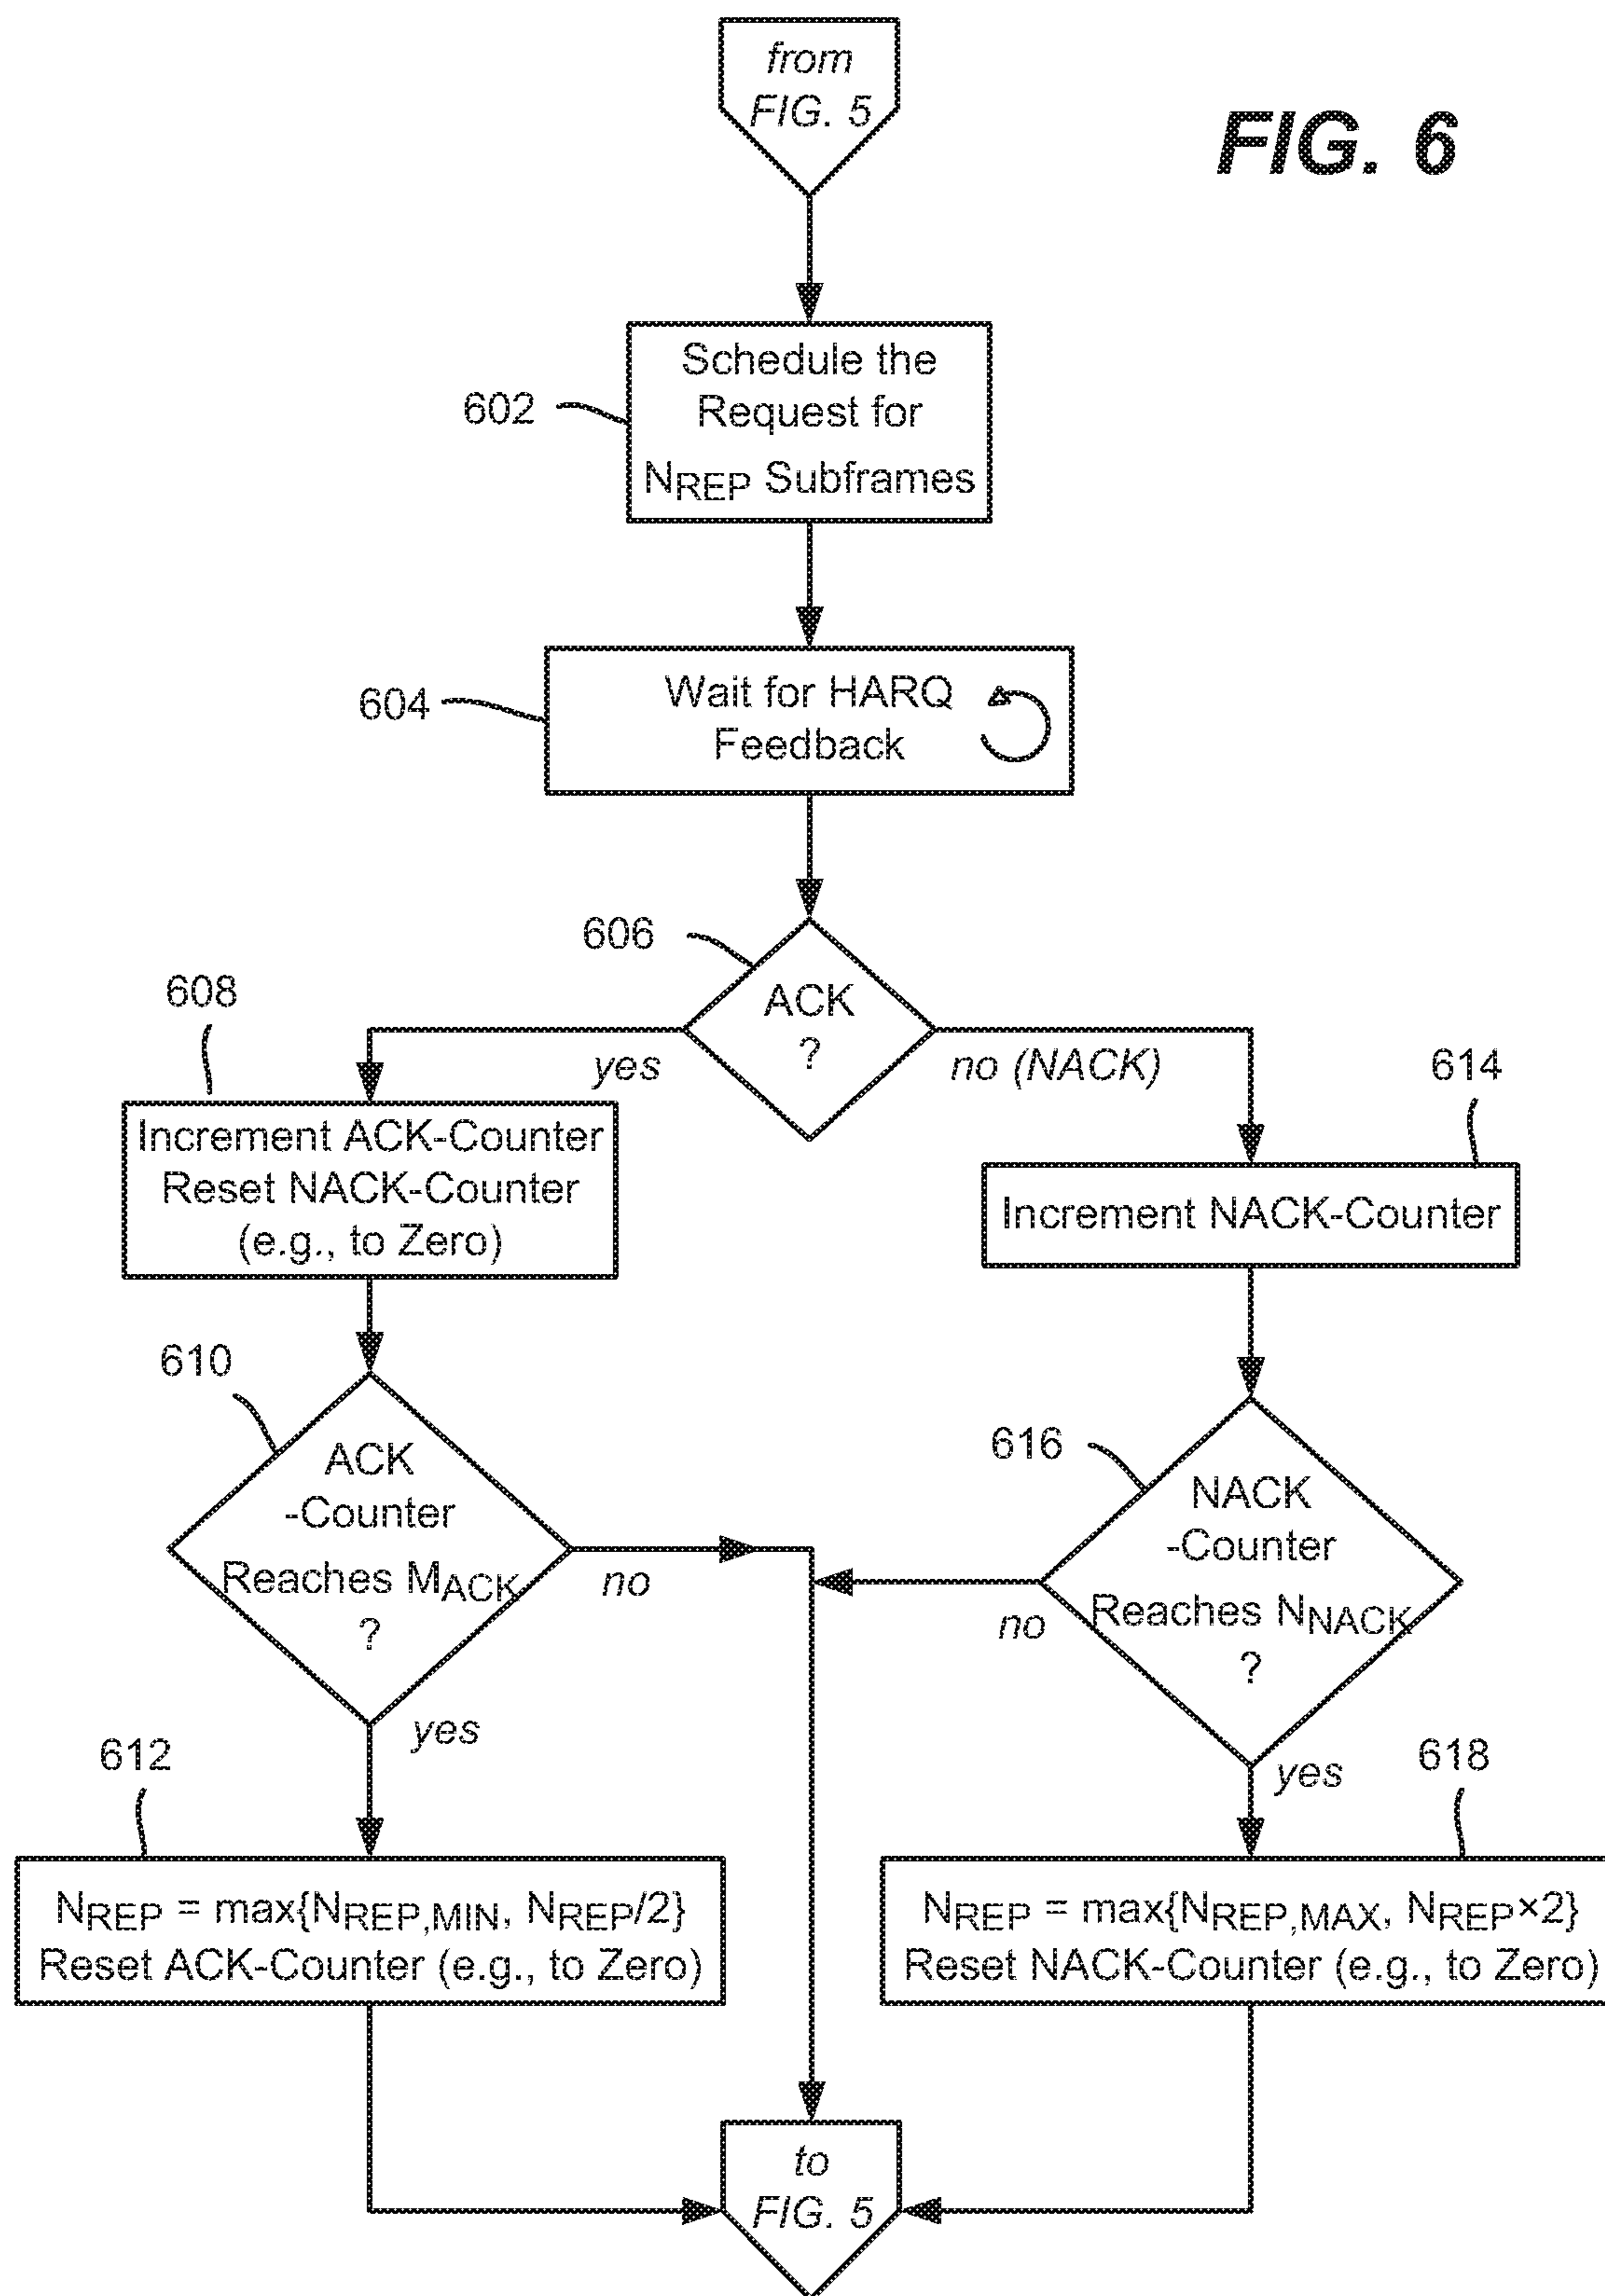 from
FIG. 5
FIG. 6
Schedule the
Request for
NREP Subframes
602
Wait for HARQ
Feedback
604
606
ACK
?
yes
no (NACK)
608
Increment ACK-Counter
Reset NACK-Counter
(e.g., to Zero)
614
Increment NACK-Counter
610
ACK
-Counter
Reaches MACK
?
no
yes
616
NACK
-Counter
Reaches NNACK
?
no
yes
612
NREP = max{NREP,MIN, NREP/2}
Reset ACK-Counter (e.g., to Zero)
618
NREP = max{NREP,MAX, NREP×2}
Reset NACK-Counter (e.g., to Zero)
to
FIG. 5